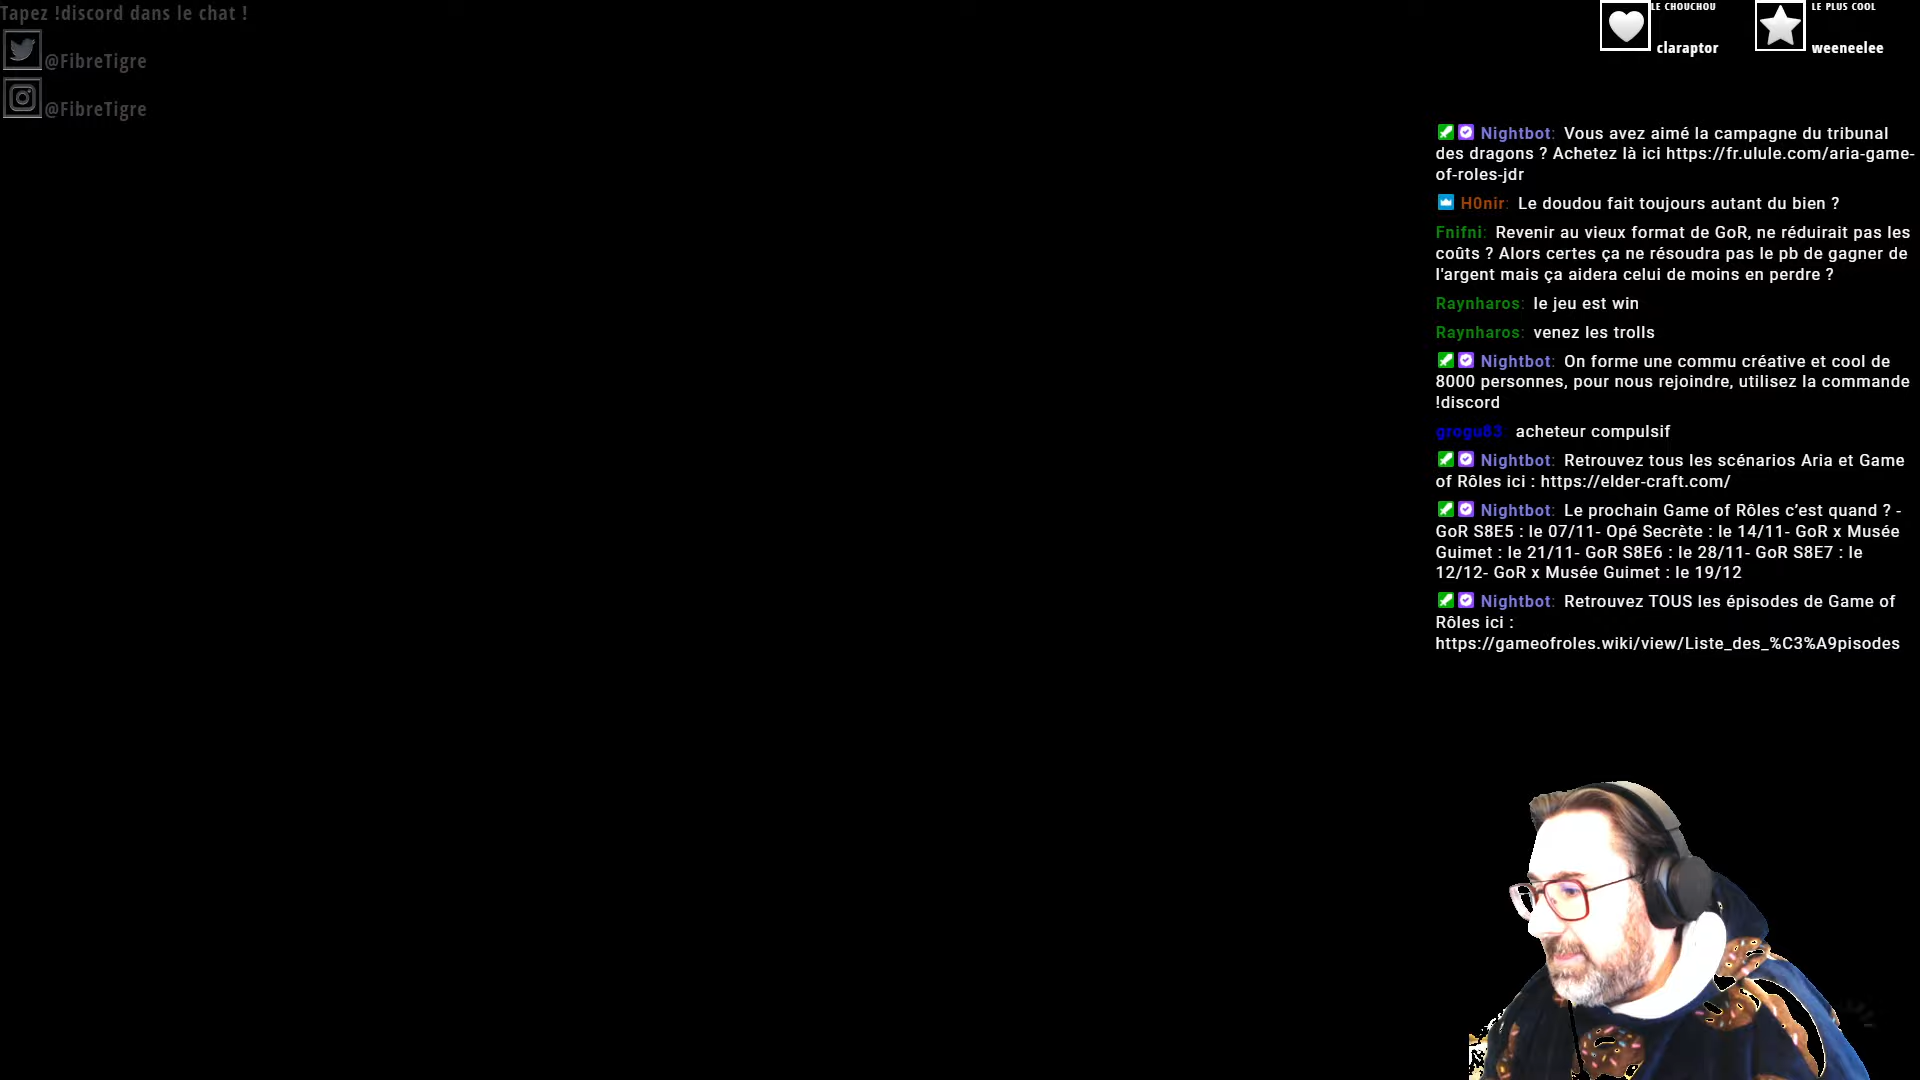 Tapez !discord dans le chat !
@FibreTigre
@FibreTigre
LE CHOUCHOU
claraptor
LE PLUS COOL
weeneelee
Nightbot: Vous avez aimé la campagne du tribunal
des dragons ? Achetez là ici https://fr.ulule.com/aria-game-
of-roles-jdr
H0nir: Le doudou fait toujours autant du bien ?
Fnifni: Revenir au vieux format de GoR, ne réduirait pas les
coûts ? Alors certes ça ne résoudra pas le pb de gagner de
l'argent mais ça aidera celui de moins en perdre ?
Raynharos: le jeu est win
Raynharos: venez les trolls
Nightbot: On forme une commu créative et cool de
8000 personnes, pour nous rejoindre, utilisez la commande
!discord
grogu83: acheteur compulsif
Nightbot: Retrouvez tous les scénarios Aria et Game
of Rôles ici : https://elder-craft.com/
Nightbot: Le prochain Game of Rôles c’est quand ? -
GoR S8E5 : le 07/11- Opé Secrète : le 14/11- GoR x Musée
Guimet : le 21/11- GoR S8E6 : le 28/11- GoR S8E7 : le
12/12- GoR x Musée Guimet : le 19/12
Nightbot: Retrouvez TOUS les épisodes de Game of
Rôles ici :
https://gameofroles.wiki/view/Liste_des_%C3%A9pisodes